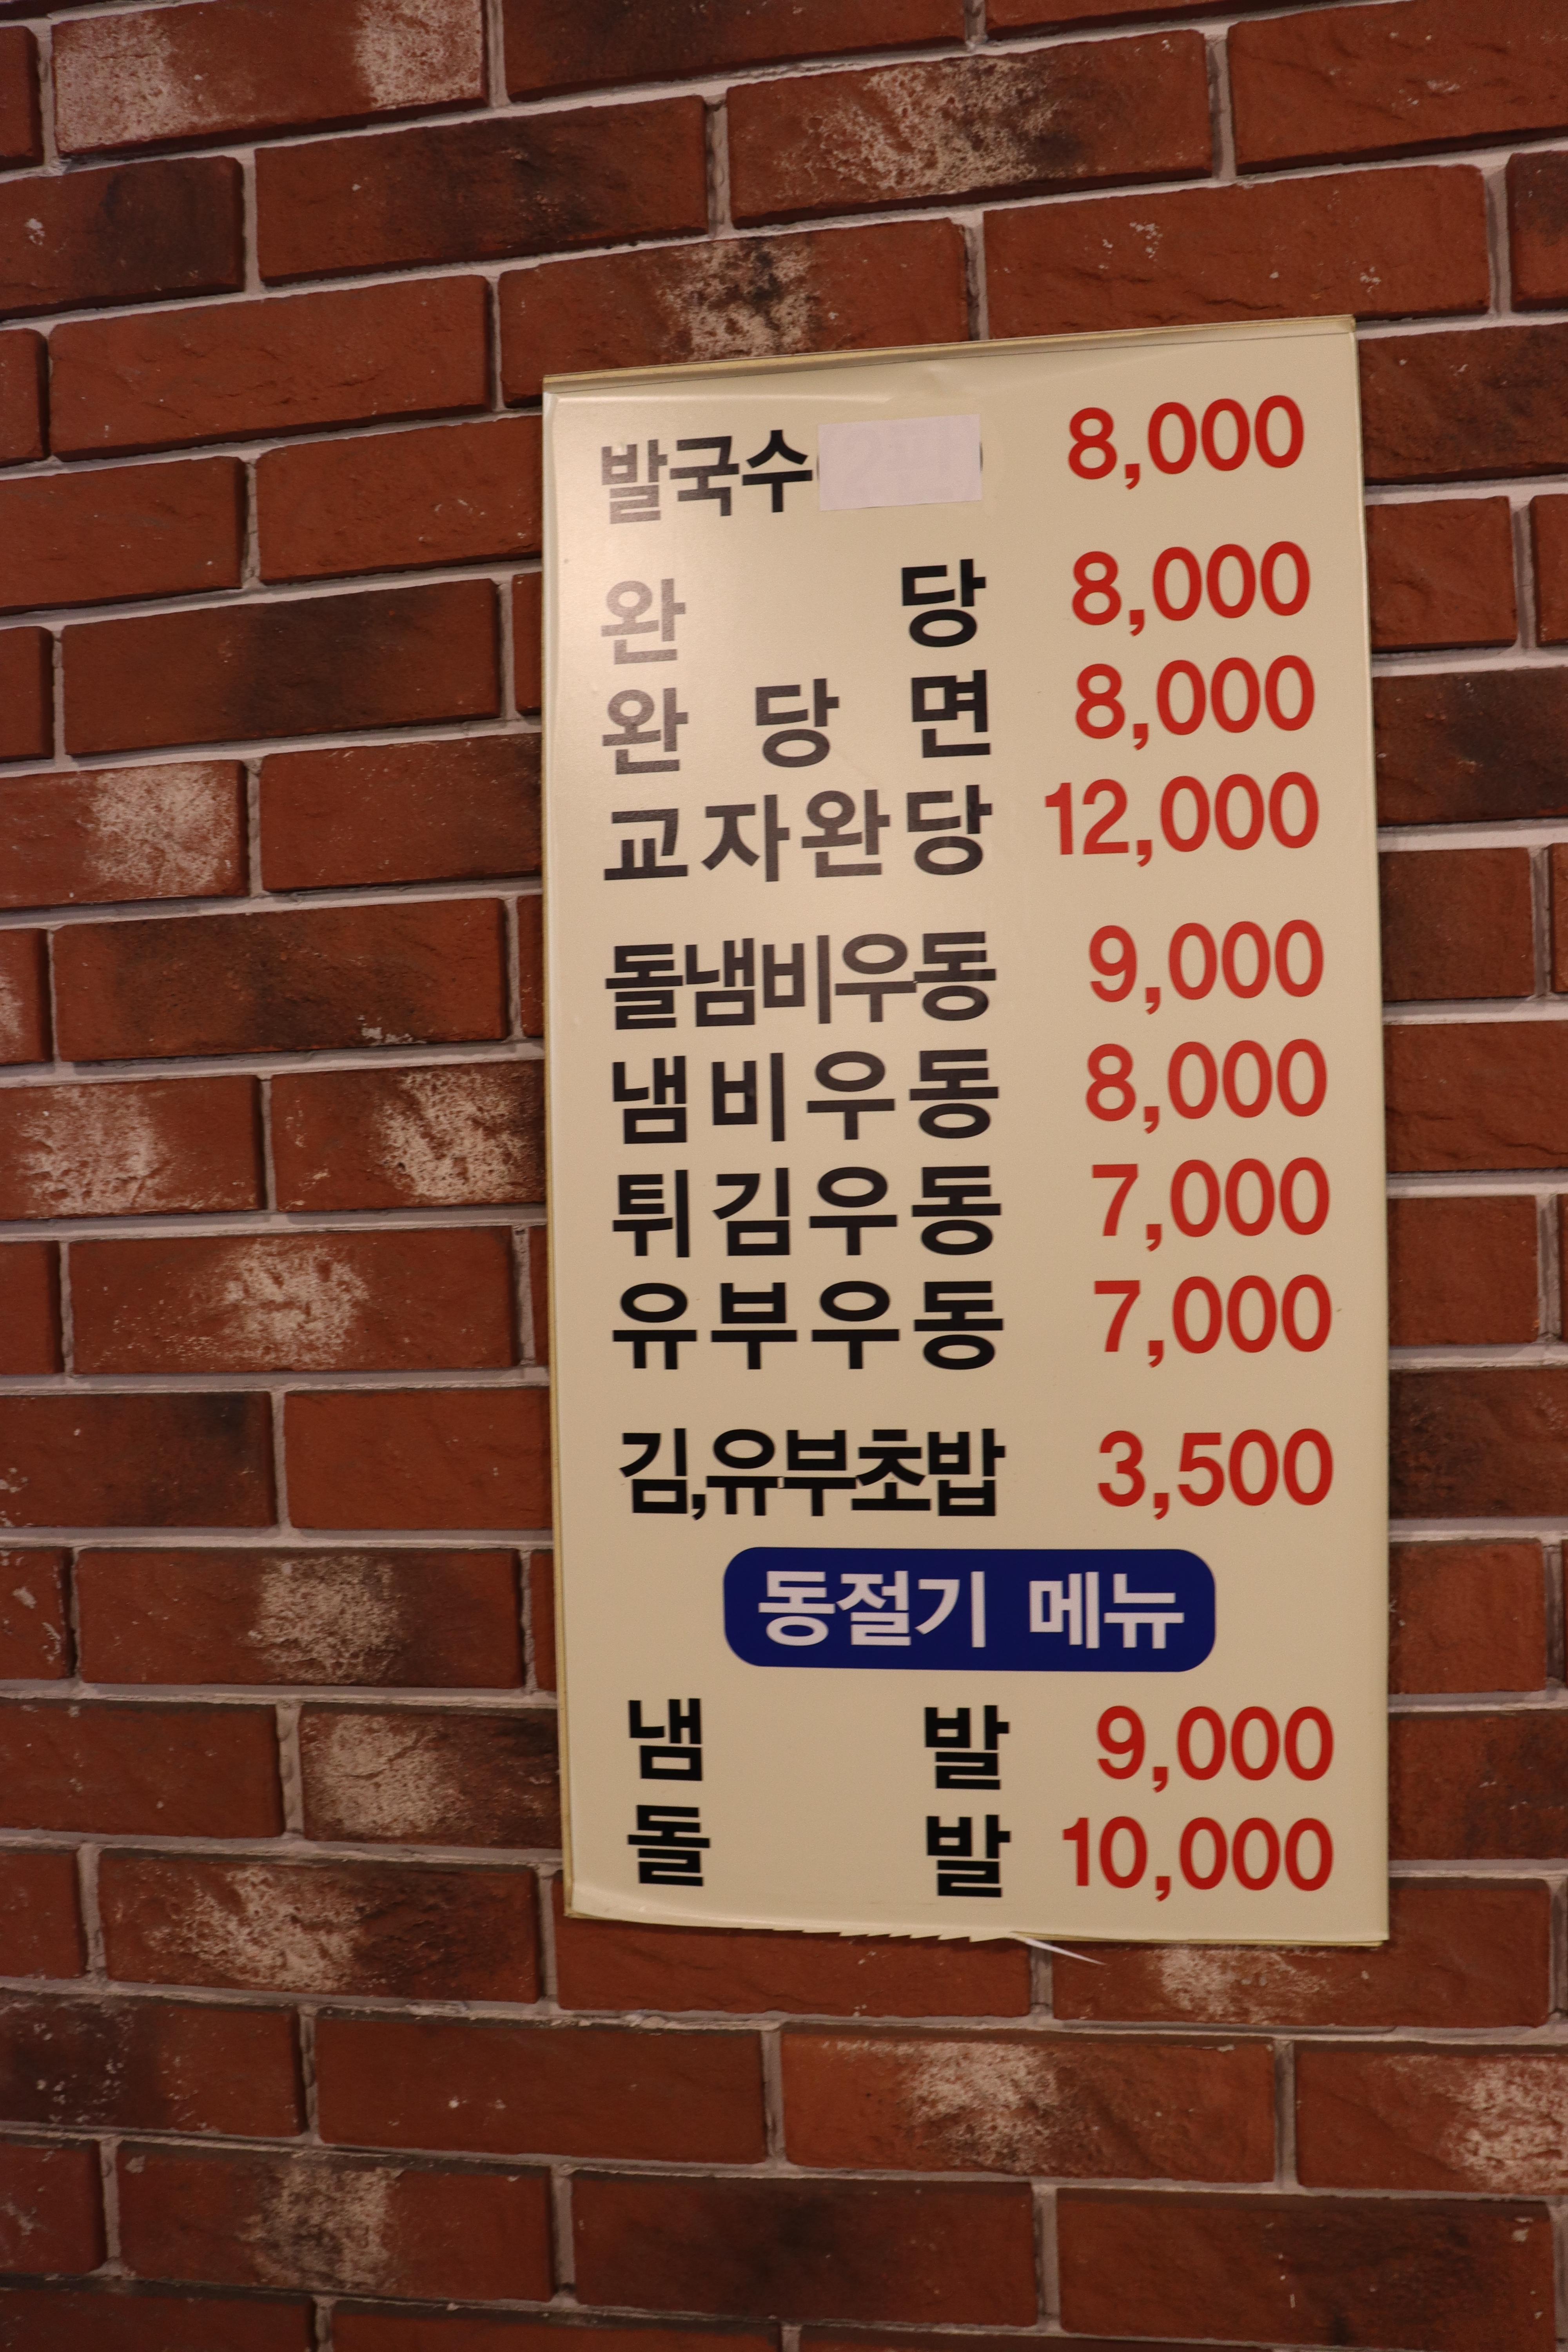 발국수 8,000
완 당 8,000
완 당 면 8,000
교자완당 12,000
돌냄비우동 9,000
냄비우동 8,000
튀김우동 7,000
유부우동 7,000
김,유부초밥 3,500
동절기 메뉴
냄 발 9,000
돌 발 10,000